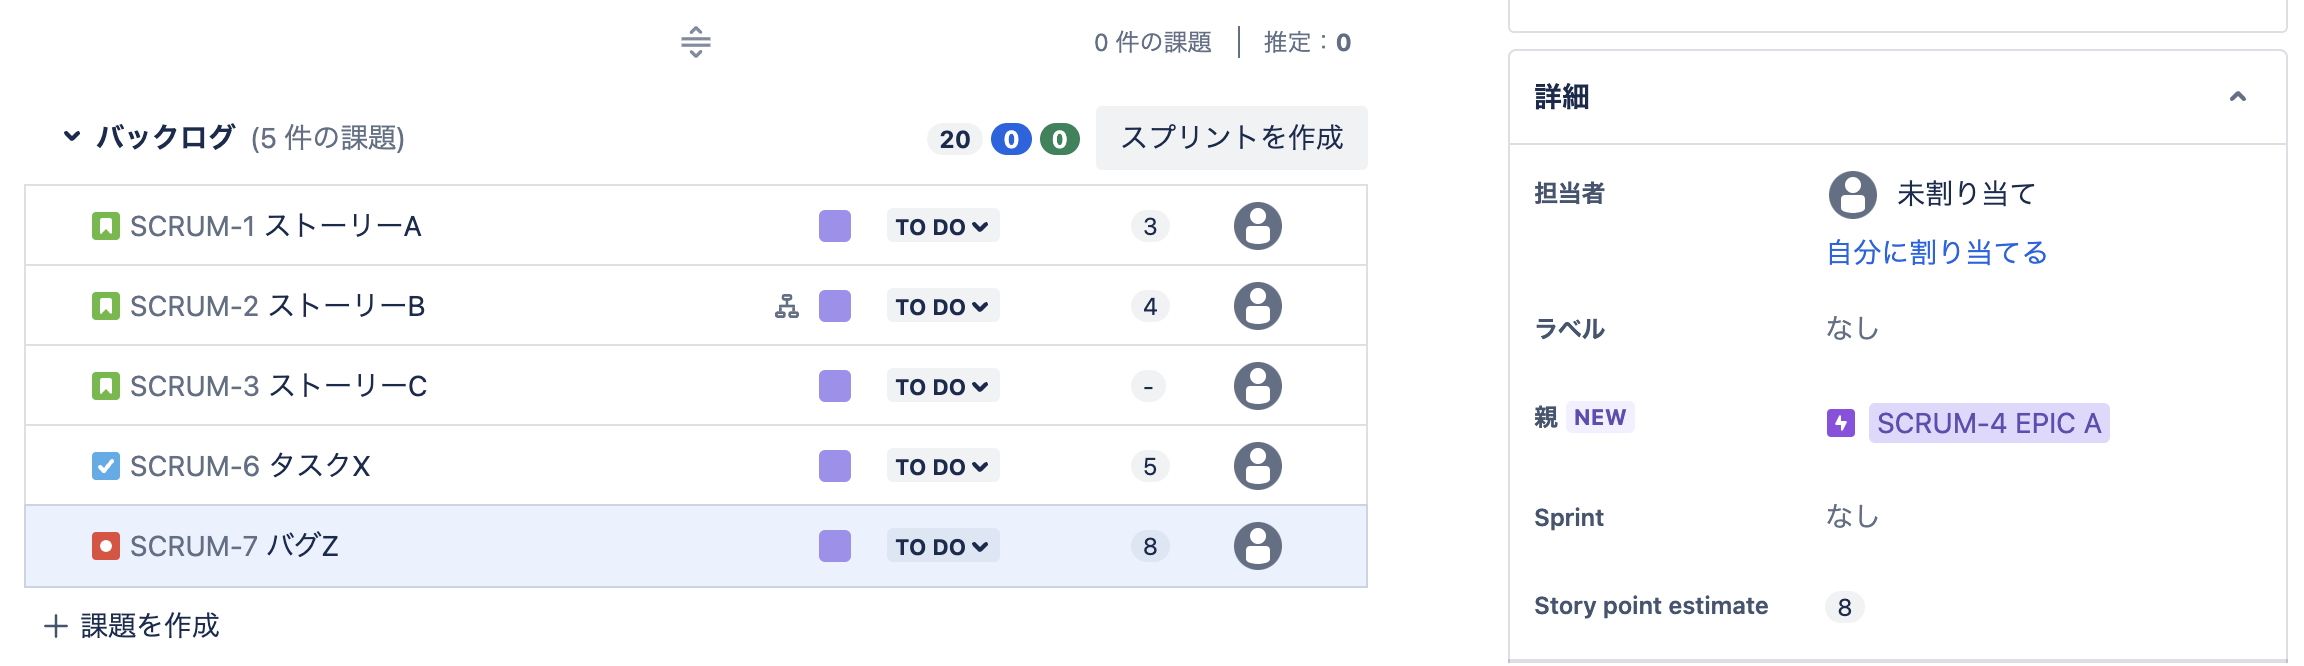 0 件の課題 推定：0
バックログ (5 件の課題) 20 0 0 スプリントを作成
SCRUM-1 ストーリーA TO DO 3
SCRUM-2 ストーリーB TO DO 4
SCRUM-3 ストーリーC TO DO -
SCRUM-6 タスクX TO DO 5
SCRUM-7 バグZ TO DO 8
課題を作成
詳細
担当者 未割り当て
自分に割り当てる
ラベル なし
親 NEW SCRUM-4 EPIC A
Sprint なし
Story point estimate 8